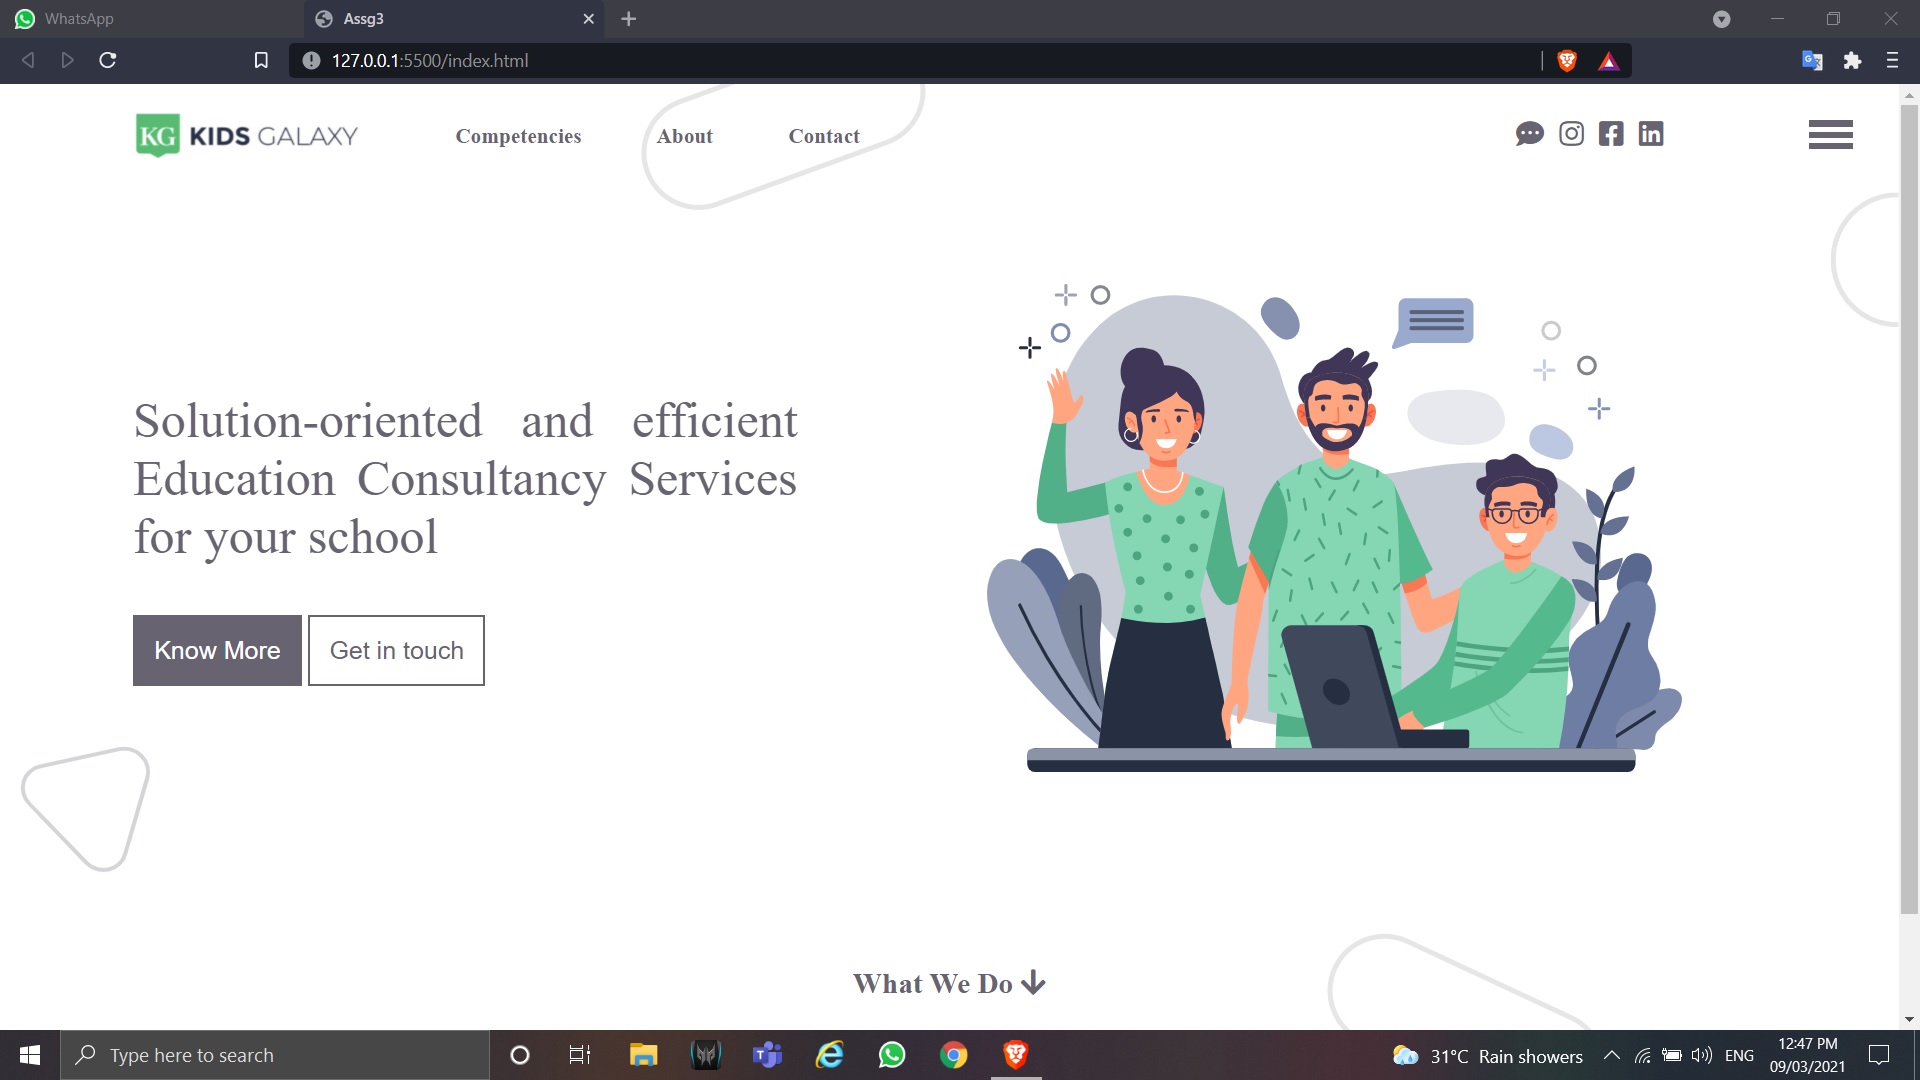 WhatsApp
Assg3
127.0.0.1:5500/index.html
KG KIDS GALAXY
Competencies
About
Contact
in
Solution-oriented and efficient
Education Consultancy Services
for your school
Know More
Get in touch
What We Do
Type here to search
31°C Rain showers
ENG
12:47 PM
09/03/2021